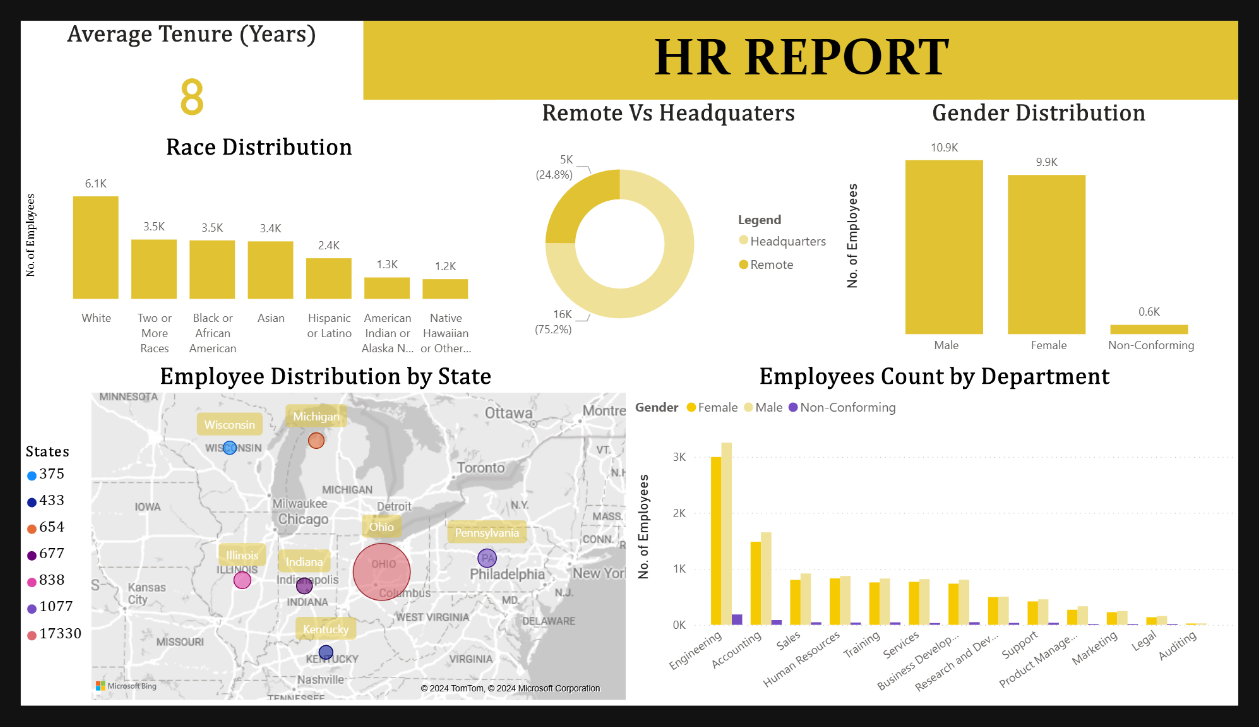 Average Tenure (Years)
8
HR REPORT
Race Distribution
No. of Employees
6.1K
3.5K
3.5K
3.4K
2.4K
1.3K
1.2K
White
Two or
More
Races
Black or
African
American
Asian
Hispanic
or Latino
American
Indian or
Alaska N...
Native
Hawaiian
or Other...
Remote Vs Headquaters
5K
(24.8%)
16K
(75.2%)
Legend
Headquarters
Remote
Gender Distribution
No. of Employees
10.9K
9.9K
0.6K
Male
Female
Non-Conforming
Employee Distribution by State
States
375
433
654
677
838
1077
17330
MINNESOTA
Wisconsin
WISCONSIN
Michigan
Ottawa
Montre
VT.
Toronto
N.H
MICHIGAN
IOWA
Milwaukee
Chicago
Detroit
N.Y.
MASS.
CONN.
Ohio
OHIO
Pennsylvania
PA
Illinois
ILLINOIS
Indiana
Indianapolis
INDIANA
Columbus
Philadelphia
New York
N.J.
S
Kansas
City
MD.
DELAWARE
WEST VIRGINIA
MISSOURI
Kentucky
KENTUCKY
VIRGINIA
Nashville
TENNESSEE
Microsoft Bing
© 2024 TomTom, © 2024 Microsoft Corporation
Employees Count by Department
Gender
Female
Male
Non-Conforming
No. of Employees
3K
2K
1K
0K
Engineering
Accounting
Sales
Human Resources
Training
Services
Business Develop...
Research and Dev...
Support
Product Manage...
Marketing
Legal
Auditing